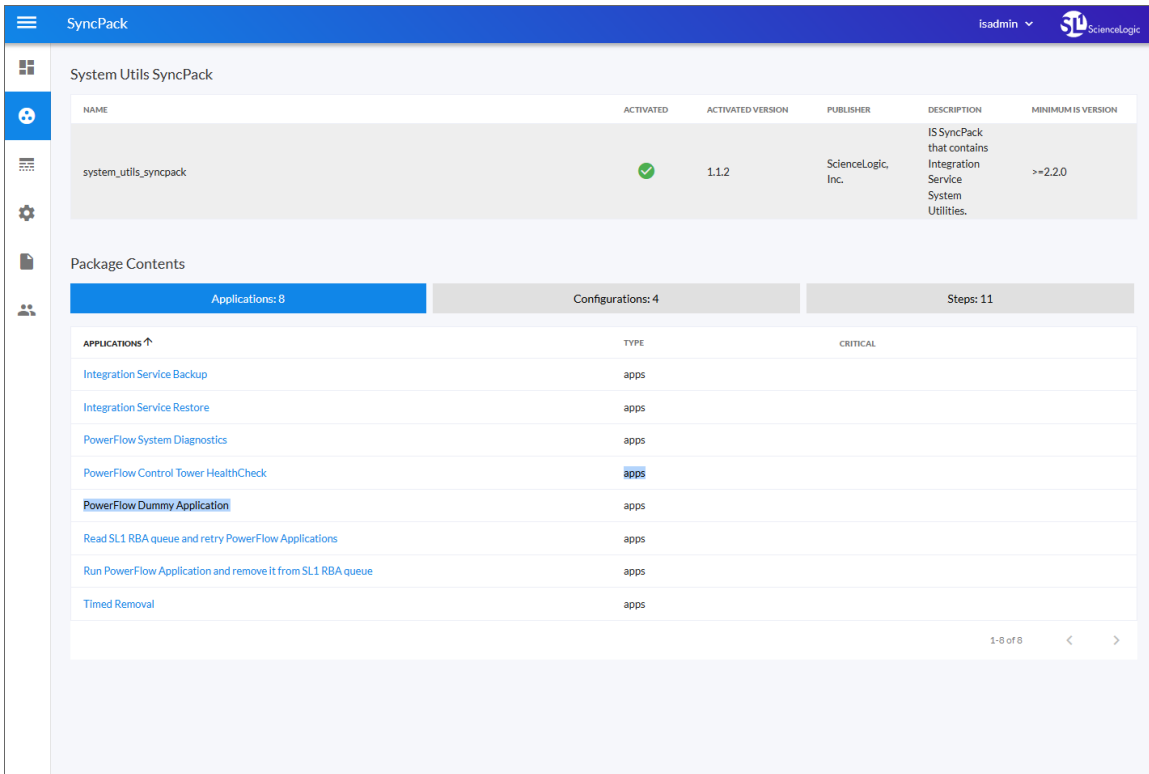 SyncPack
isadmin
SL1 ScienceLogic
System Utils SyncPack
NAME ACTIVATED ACTIVATED VERSION PUBLISHER DESCRIPTION MINIMUM IS VERSION
IS SyncPack
that contains
Integration
system_utils_syncpack 1.1.2 ScienceLogic, Inc. Service >=2.2.0
System
Utilities.
Package Contents
Applications: 8 Configurations: 4 Steps: 11
APPLICATIONS TYPE CRITICAL
Integration Service Backup apps
Integration Service Restore apps
PowerFlow System Diagnostics apps
PowerFlow Control Tower HealthCheck apps
PowerFlow Dummy Application apps
Read SL1 RBA queue and retry PowerFlow Applications apps
Run PowerFlow Application and remove it from SL1 RBA queue apps
Timed Removal apps
1-8 of 8